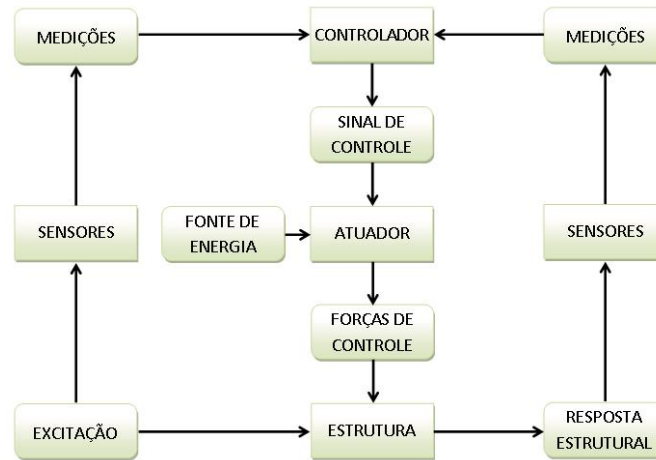 MEDIÇÕES
CONTROLADOR
MEDIÇÕES
SINAL DE
CONTROLE
SENSORES
FONTE DE
ENERGIA
ATUADOR
SENSORES
FORÇAS DE
CONTROLE
EXCITAÇÃO
ESTRUTURA
RESPOSTA
ESTRUTURAL